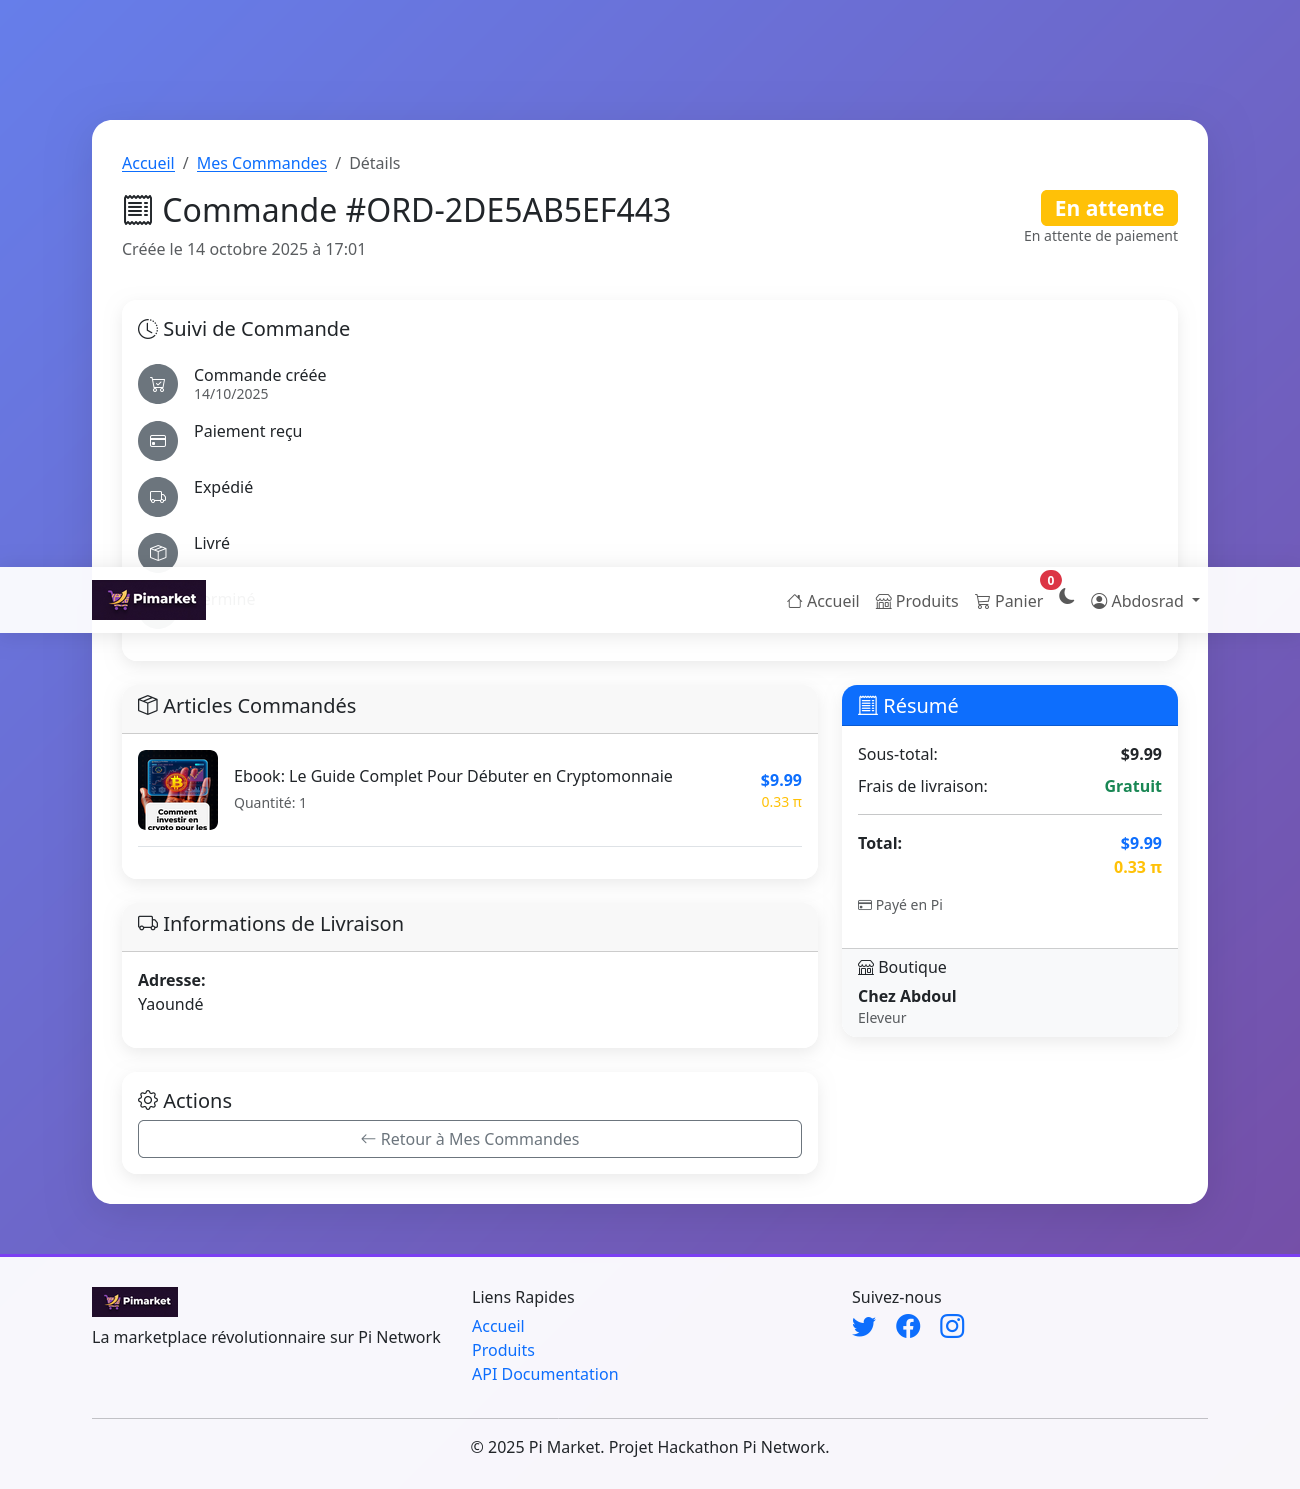 Accueil / Mes Commandes / Détails
Commande #ORD-2DE5AB5EF443
En attente
Créée le 14 octobre 2025 à 17:01
En attente de paiement
Suivi de Commande
Commande créée
14/10/2025
Paiement reçu
Expédié
Livré
Pimarket
Accueil
Produits
Panier
0
Abdosrad
Articles Commandés
Ebook: Le Guide Complet Pour Débuter en Cryptomonnaie
Quantité: 1
$9.99
0.33 π
Comment
investir en
crypto pour les
Informations de Livraison
Adresse:
Yaoundé
Actions
← Retour à Mes Commandes
Résumé
Sous-total: $9.99
Frais de livraison: Gratuit
Total: $9.99
0.33 π
Payé en Pi
Boutique
Chez Abdoul
Eleveur
Pimarket
La marketplace révolutionnaire sur Pi Network
Liens Rapides
Accueil
Produits
API Documentation
Suivez-nous
© 2025 Pi Market. Projet Hackathon Pi Network.